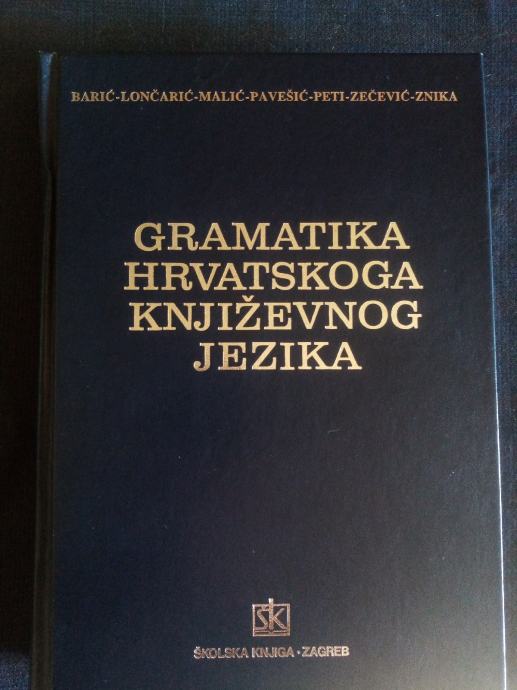 BARIĆ-LONČARIĆ-MALIĆ-PAVEŠIĆ-PETI-ZEČEVIĆ-ZNIKA
GRAMATIKA
HRVATSKOGA
KNJIŽEVNOG
JEZIKA
ŠK
ŠKOLSKA KNJIGA · ZAGREB